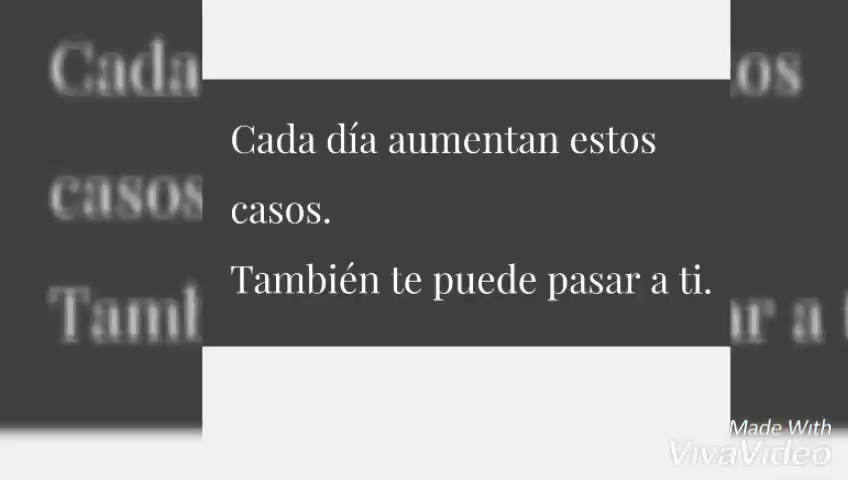 Cada día aumentan estos
casos.
También te puede pasar a ti.
Made With
VivaVideo